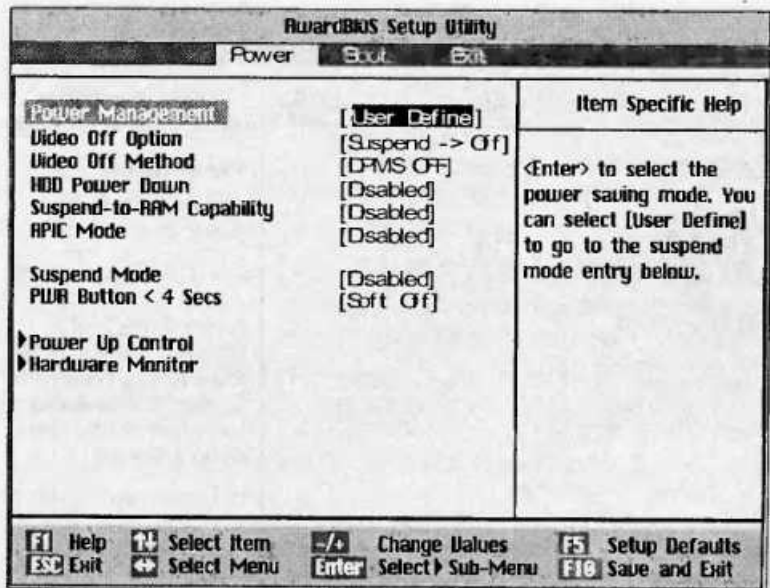 AwardBIOS Setup Utility
Power Boot Exit
Power Management [User Define]
Video Off Option [Suspend -> Off]
Video Off Method [DPMS OFF]
HDD Power Down [Disabled]
Suspend-to-RAM Capability [Disabled]
APIC Mode [Disabled]
Suspend Mode [Disabled]
PWR Button < 4 Secs [Soft Off]
Power Up Control
Hardware Monitor
Item Specific Help
<Enter> to select the
power saving mode. You
can select [User Define]
to go to the suspend
mode entry below.
F1 Help ↑↓ Select Item -/+ Change Values F5 Setup Defaults
ESC Exit ↔ Select Menu Enter Select ▶ Sub-Menu F10 Save and Exit